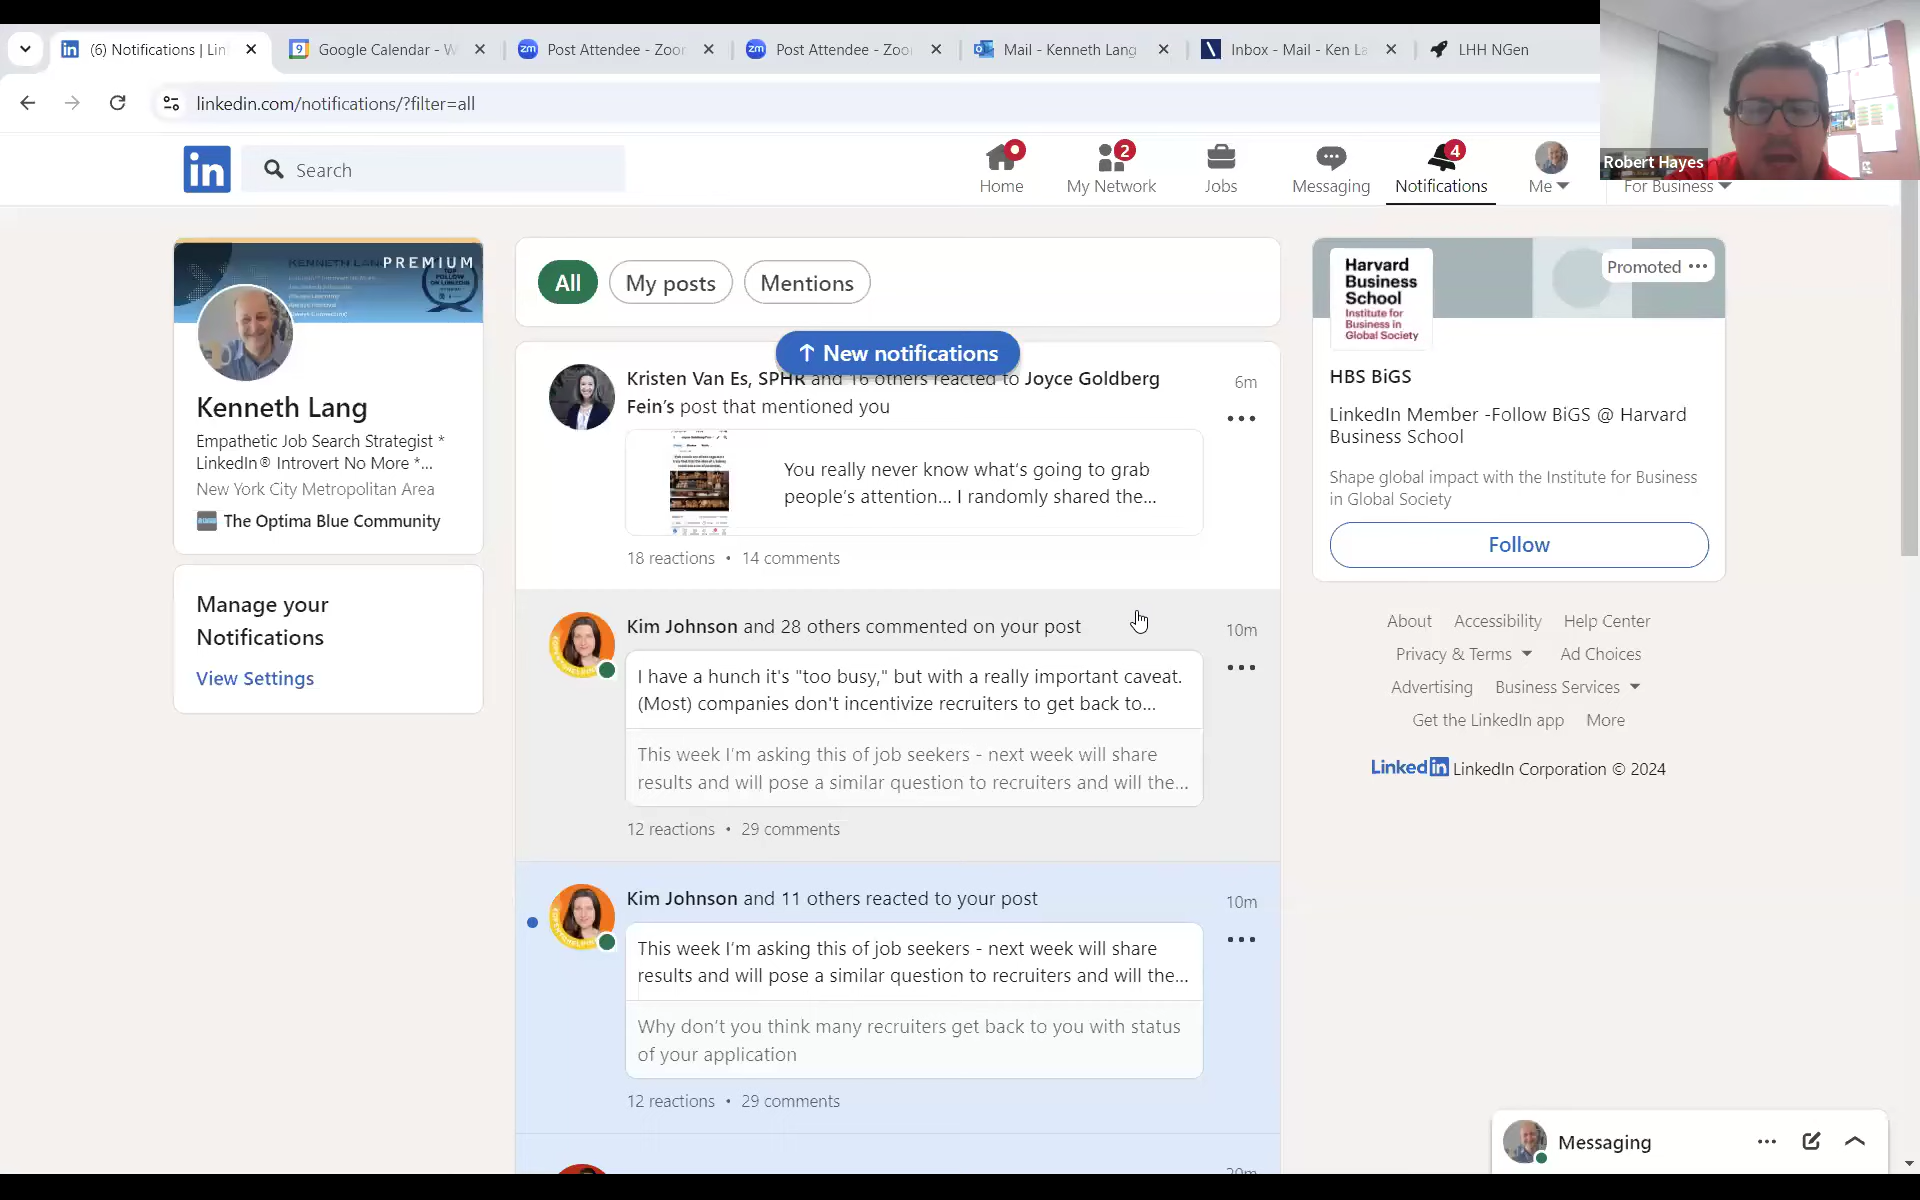 (6) Notifications | Lin
Google Calendar - W
Post Attendee - Zoo
Post Attendee - Zoo
Mail - Kenneth Lang
Inbox - Mail - Ken La
LHH NGen
linkedin.com/notifications/?filter=all
Robert Hayes
in
Search
Home
2
My Network
Jobs
Messaging
4
Notifications
Me
For Business
PREMIUM
Kenneth Lang
Empathetic Job Search Strategist *
LinkedIn® Introvert No More *...
New York City Metropolitan Area
The Optima Blue Community
Manage your
Notifications
View Settings
All
My posts
Mentions
↑ New notifications
Kristen Van Es, SPHR and 16 others reacted to Joyce Goldberg
Fein's post that mentioned you
6m
You really never know what's going to grab
people's attention... I randomly shared the...
18 reactions • 14 comments
Kim Johnson and 28 others commented on your post
10m
I have a hunch it's "too busy," but with a really important caveat.
(Most) companies don't incentivize recruiters to get back to...
This week I'm asking this of job seekers - next week will share
results and will pose a similar question to recruiters and will the...
12 reactions • 29 comments
Kim Johnson and 11 others reacted to your post
10m
This week I'm asking this of job seekers - next week will share
results and will pose a similar question to recruiters and will the...
Why don't you think many recruiters get back to you with status
of your application
12 reactions • 29 comments
20m
Harvard
Business
School
Institute for
Business in
Global Society
Promoted
HBS BiGS
LinkedIn Member -Follow BiGS @ Harvard
Business School
Shape global impact with the Institute for Business
in Global Society
Follow
About Accessibility Help Center
Privacy & Terms Ad Choices
Advertising Business Services
Get the LinkedIn app More
LinkedIn LinkedIn Corporation © 2024
Messaging